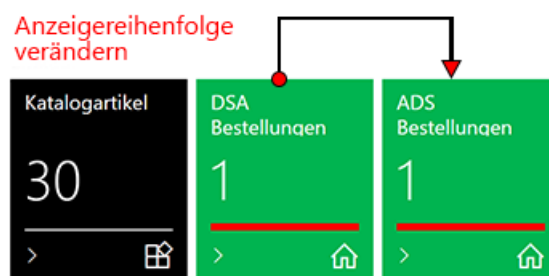 Anzeigereihenfolge
verändern
Katalogartikel
30
DSA
Bestellungen
1
ADS
Bestellungen
1